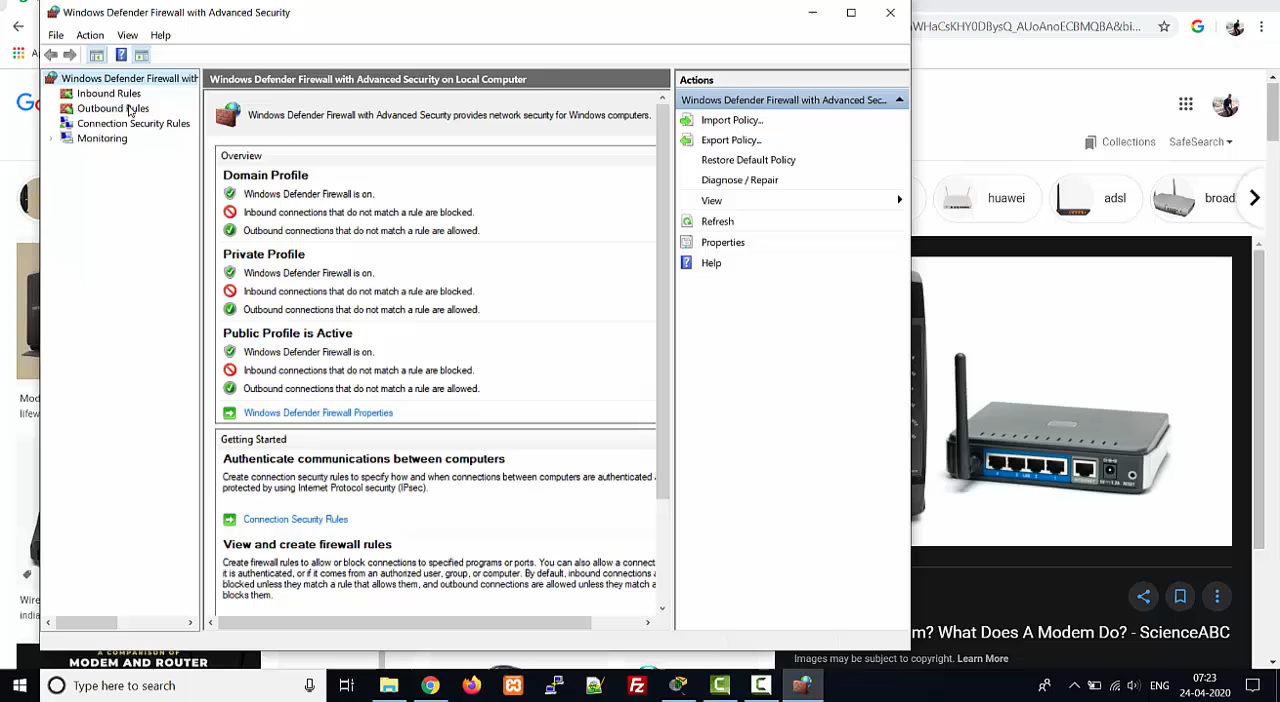 Windows Defender Firewall with Advanced Security
File Action View Help
Windows Defender Firewall with
Inbound Rules
Outbound Rules
Connection Security Rules
Monitoring
Windows Defender Firewall with Advanced Security on Local Computer
Windows Defender Firewall with Advanced Security provides network security for Windows computers.
Overview
Domain Profile
Windows Defender Firewall is on.
Inbound connections that do not match a rule are blocked.
Outbound connections that do not match a rule are allowed.
Private Profile
Windows Defender Firewall is on.
Inbound connections that do not match a rule are blocked.
Outbound connections that do not match a rule are allowed.
Public Profile is Active
Windows Defender Firewall is on.
Inbound connections that do not match a rule are blocked.
Outbound connections that do not match a rule are allowed.
Windows Defender Firewall Properties
Getting Started
Authenticate communications between computers
Create connection security rules to specify how and when connections between computers are authenticated
protected by using Internet Protocol security (IPsec).
Connection Security Rules
View and create firewall rules
Create firewall rules to allow or block connections to specified programs or ports. You can also allow a connect
it is authenticated, or if it comes from an authorized user, group, or computer. By default, inbound connections
blocked unless they match a rule that allows them, and outbound connections are allowed unless they match a
blocks them.
Actions
Windows Defender Firewall with Advanced Sec...
Import Policy...
Export Policy...
Restore Default Policy
Diagnose / Repair
View
Refresh
Properties
Help
WHaCsKHY0DBysQ_AUoAnoECBMQBA&bi...
Collections SafeSearch
huawei adsl broad
m? What Does A Modem Do? - ScienceABC
Images may be subject to copyright. Learn More
Mod
lifew
Wire
india
MODEM AND ROUTER
Type here to search
ENG
07:23
24-04-2020